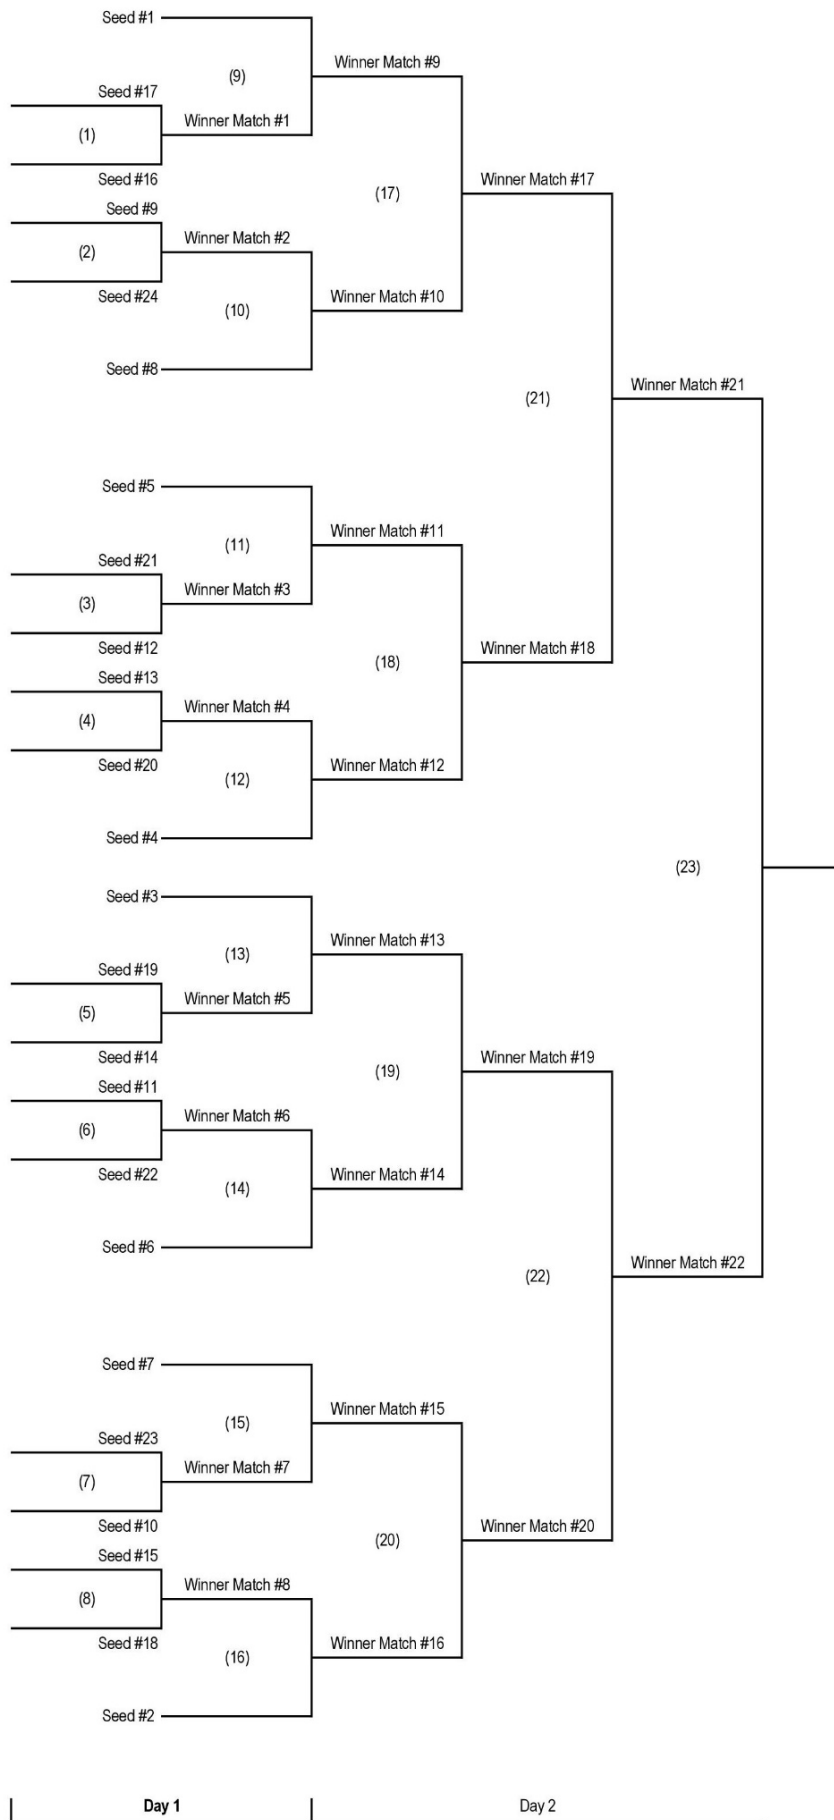 Seed #1
Winner Match #9
(9)
Seed #17
Winner Match #1
(1)
Seed #16
(17)
Winner Match #17
Seed #9
Winner Match #2
(2)
Seed #24
(10)
Winner Match #10
Seed #8
(21)
Winner Match #21
Seed #5
Winner Match #11
(11)
Seed #21
Winner Match #3
(3)
Seed #12
(18)
Winner Match #18
Seed #13
Winner Match #4
(4)
Seed #20
(12)
Winner Match #12
Seed #4
(23)
Seed #3
Winner Match #13
(13)
Seed #19
Winner Match #5
(5)
Seed #14
(19)
Winner Match #19
Seed #11
Winner Match #6
(6)
Seed #22
(14)
Winner Match #14
Seed #6
(22)
Winner Match #22
Seed #7
Winner Match #15
(15)
Seed #23
Winner Match #7
(7)
Seed #10
(20)
Winner Match #20
Seed #15
Winner Match #8
(8)
Seed #18
(16)
Winner Match #16
Seed #2
Day 1
Day 2